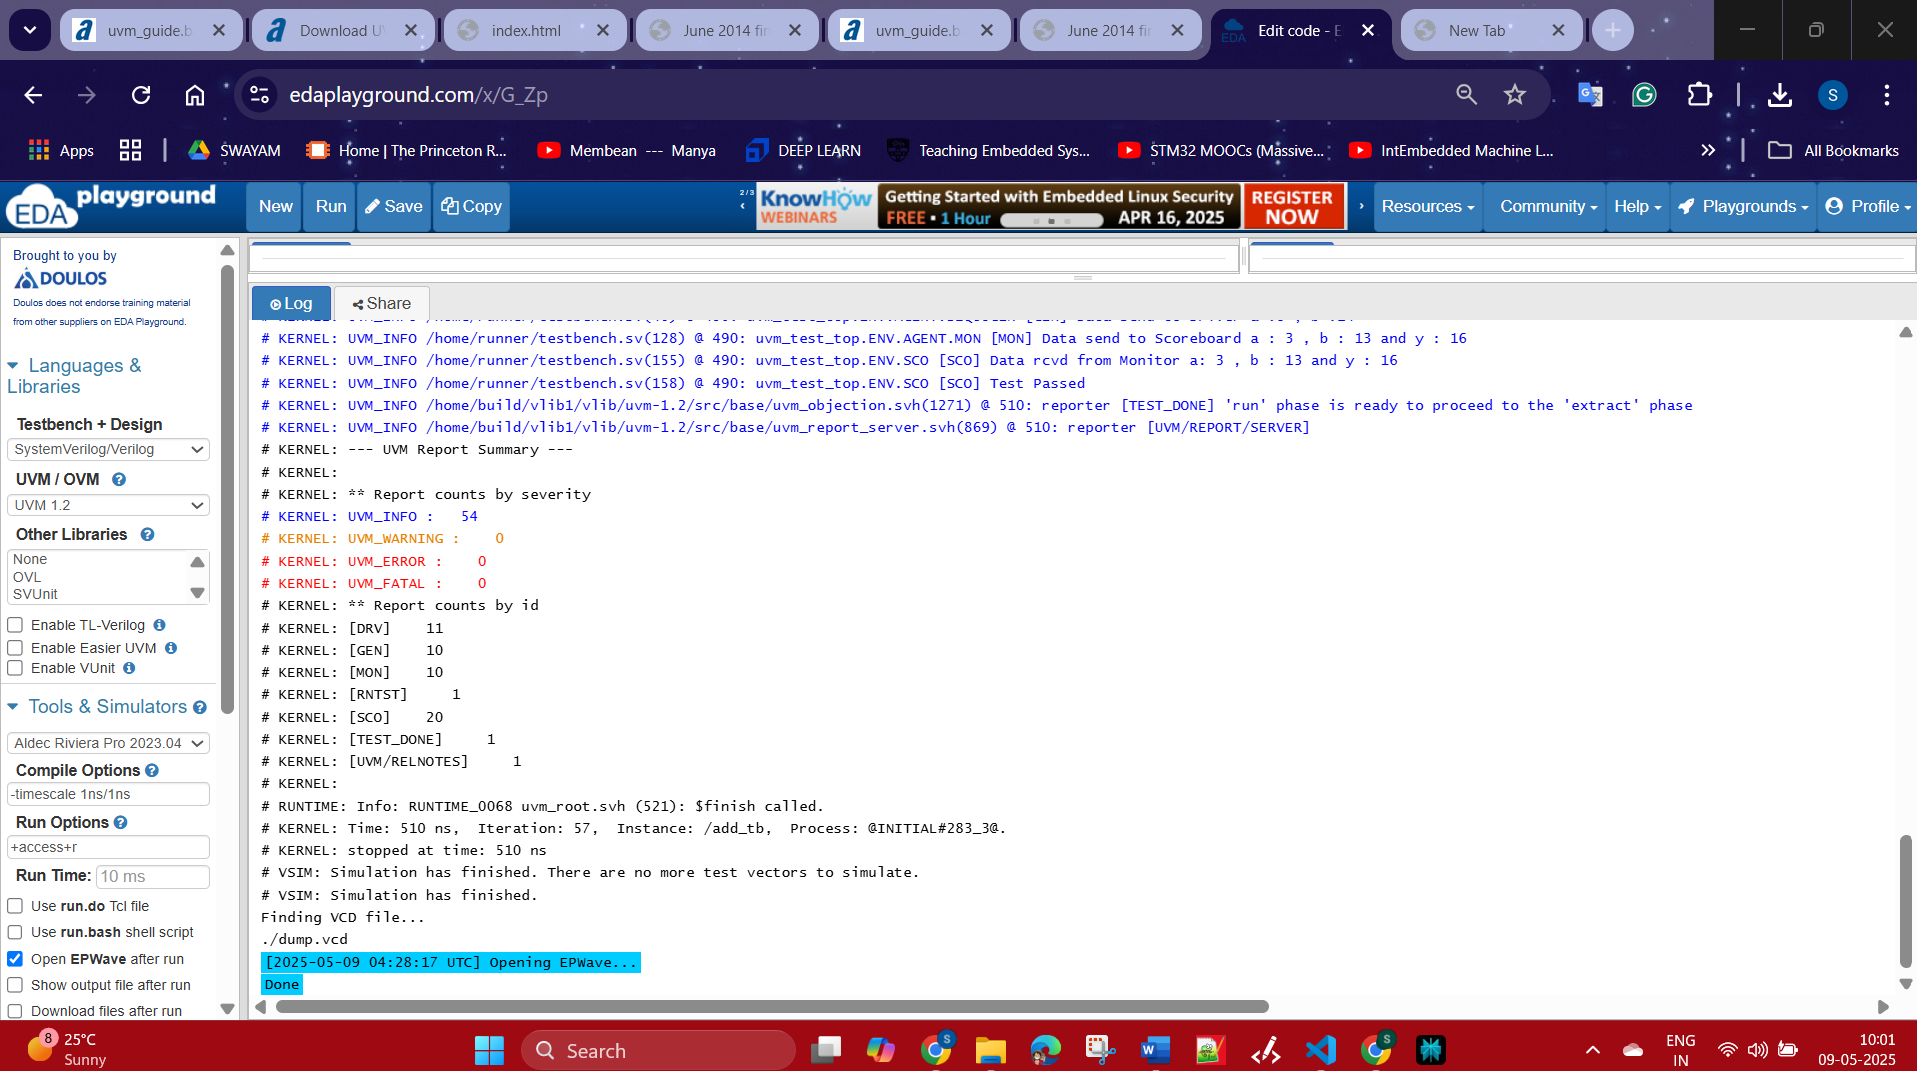 uvm_guide.b
Download U
index.html
June 2014 fi
uvm_guide.b
June 2014 fi
Edit code - E
New Tab
edaplayground.com/x/G_Zp
S
Apps
SWAYAM
Home | The Princeton R...
Membean --- Manya
DEEP LEARN
Teaching Embedded Sys...
STM32 MOOCs (Massive...
IntEmbedded Machine L...
All Bookmarks
EDA playground
New
Run
Save
Copy
2/3
KnowHow WEBINARS
Getting Started with Embedded Linux Security
FREE • 1 Hour
APR 16, 2025
REGISTER NOW
Resources
Community
Help
Playgrounds
Profile
Brought to you by
DOULOS
Doulos does not endorse training material
from other suppliers on EDA Playground.
Languages &
Libraries
Testbench + Design
SystemVerilog/Verilog
UVM / OVM
UVM 1.2
Other Libraries
None
OVL
SVUnit
Enable TL-Verilog
Enable Easier UVM
Enable VUnit
Tools & Simulators
Aldec Riviera Pro 2023.04
Compile Options
-timescale 1ns/1ns
Run Options
+access+r
Run Time: 10 ms
Use run.do Tcl file
Use run.bash shell script
Open EPWave after run
Show output file after run
Download files after run
Log
Share
# KERNEL: UVM_INFO /home/runner/testbench.sv(128) @ 490: uvm_test_top.ENV.AGENT.MON [MON] Data send to Scoreboard a : 3 , b : 13 and y : 16
# KERNEL: UVM_INFO /home/runner/testbench.sv(155) @ 490: uvm_test_top.ENV.SCO [SCO] Data rcvd from Monitor a: 3 , b : 13 and y : 16
# KERNEL: UVM_INFO /home/runner/testbench.sv(158) @ 490: uvm_test_top.ENV.SCO [SCO] Test Passed
# KERNEL: UVM_INFO /home/build/vlib1/vlib/uvm-1.2/src/base/uvm_objection.svh(1271) @ 510: reporter [TEST_DONE] 'run' phase is ready to proceed to the 'extract' phase
# KERNEL: UVM_INFO /home/build/vlib1/vlib/uvm-1.2/src/base/uvm_report_server.svh(869) @ 510: reporter [UVM/REPORT/SERVER]
# KERNEL: --- UVM Report Summary ---
# KERNEL:
# KERNEL: ** Report counts by severity
# KERNEL: UVM_INFO :   54
# KERNEL: UVM_WARNING :    0
# KERNEL: UVM_ERROR :    0
# KERNEL: UVM_FATAL :    0
# KERNEL: ** Report counts by id
# KERNEL: [DRV]    11
# KERNEL: [GEN]    10
# KERNEL: [MON]    10
# KERNEL: [RNTST]     1
# KERNEL: [SCO]    20
# KERNEL: [TEST_DONE]     1
# KERNEL: [UVM/RELNOTES]     1
# KERNEL:
# RUNTIME: Info: RUNTIME_0068 uvm_root.svh (521): $finish called.
# KERNEL: Time: 510 ns,  Iteration: 57,  Instance: /add_tb,  Process: @INITIAL#283_3@.
# KERNEL: stopped at time: 510 ns
# VSIM: Simulation has finished. There are no more test vectors to simulate.
# VSIM: Simulation has finished.
Finding VCD file...
./dump.vcd
[2025-05-09 04:28:17 UTC] Opening EPWave...
Done
8
25°C
Sunny
Search
ENG
IN
10:01
09-05-2025